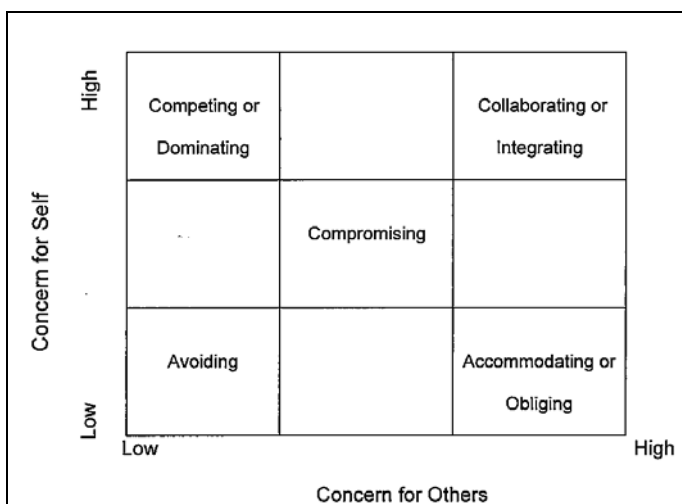 High
Competing or
Dominating
Collaborating or
Integrating
Concern for Self
Compromising
Avoiding
Accommodating or
Obliging
Low
Low
High
Concern for Others